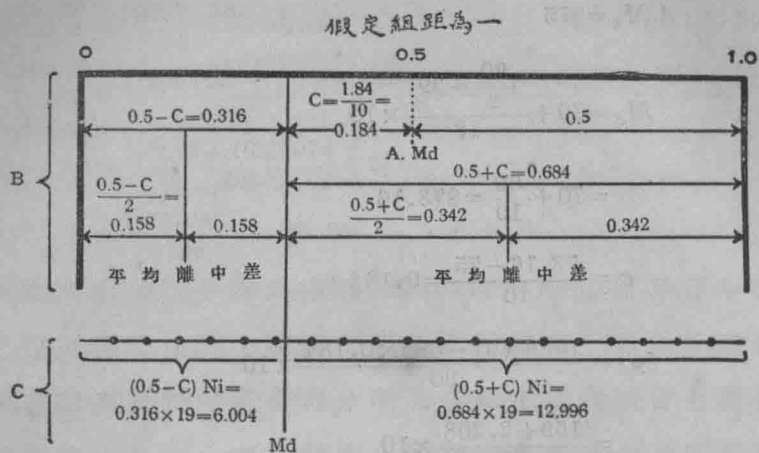 假定組距為一
0 0.5 1.0
B
0.5−C=0.316
C=1.84/10=
0.184
0.5
A. Md
0.5+C=0.684
0.5−C/2=
0.158 0.158
0.5+C/2=0.342
0.342
平均離中差 平均離中差
C
(0.5−C) Ni=
0.316×19=6.004
(0.5+C) Ni=
0.684×19=12.996
Md